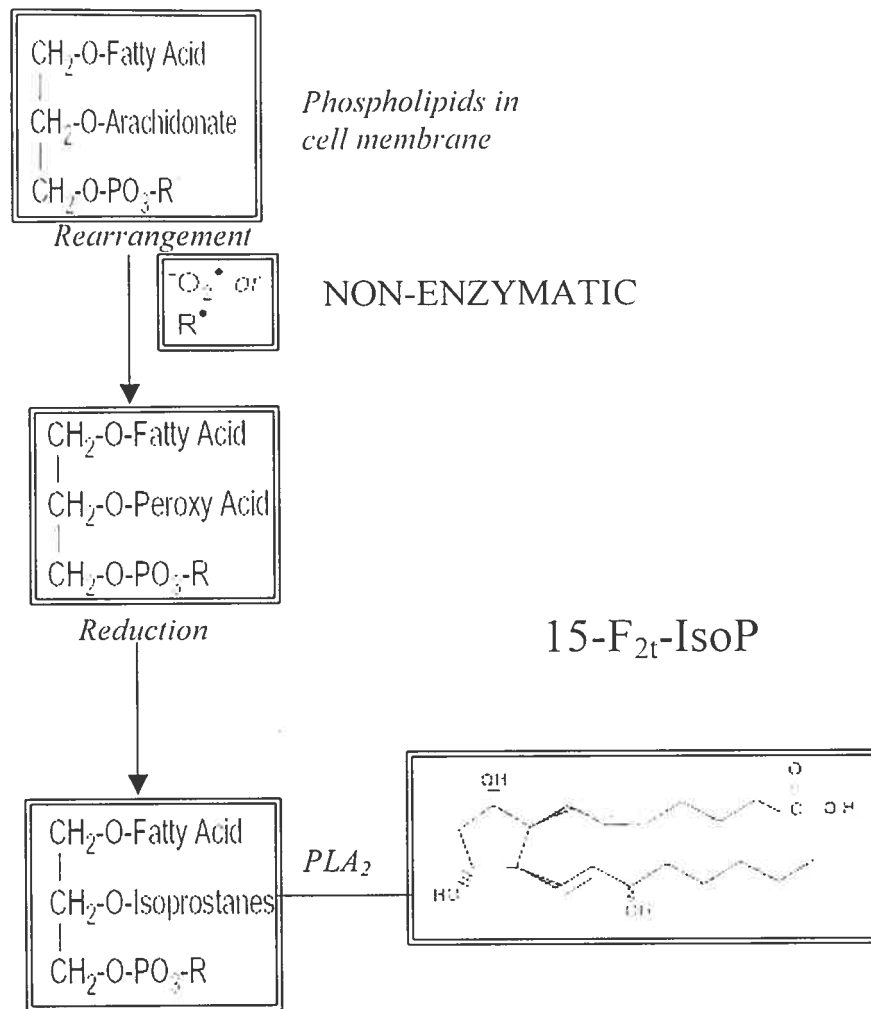 CH₂-O-Fatty Acid
CH₂-O-Arachidonate
CH₂-O-PO₃-R
Phospholipids in
cell membrane
Rearrangement
⁻O₂• or
R•
NON-ENZYMATIC
CH₂-O-Fatty Acid
CH₂-O-Peroxy Acid
CH₂-O-PO₃-R
Reduction
15-F₂ₜ-IsoP
CH₂-O-Fatty Acid
CH₂-O-Isoprostanes
CH₂-O-PO₃-R
PLA₂
OH
O
C OH
HO
OH